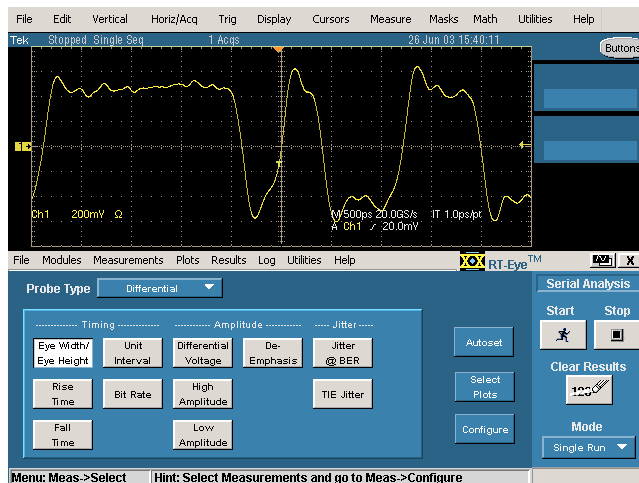 File Edit Vertical Horiz/Acq Trig Display Cursors Measure Masks Math Utilities Help
Tek Stopped Single Seq 1 Acqs 26 Jun 03 15:40:11
Buttons
1
Ch1 200mV Ω M 500ps 20.0GS/s IT 1.0ps/pt
A Ch1 20.0mV
File Modules Measurements Plots Results Log Utilities Help RT-Eye™ X
Probe Type Differential Serial Analysis
Start Stop
Timing Amplitude Jitter
Eye Width/ Unit Differential De- Jitter
Eye Height Interval Voltage Emphasis @ BER
Autoset
Clear Results
Rise Bit Rate High TIE Jitter
Time Amplitude
Select
Plots
123
Fall Low
Time Amplitude
Configure
Mode
Single Run
Menu: Meas->Select Hint: Select Measurements and go to Meas->Configure